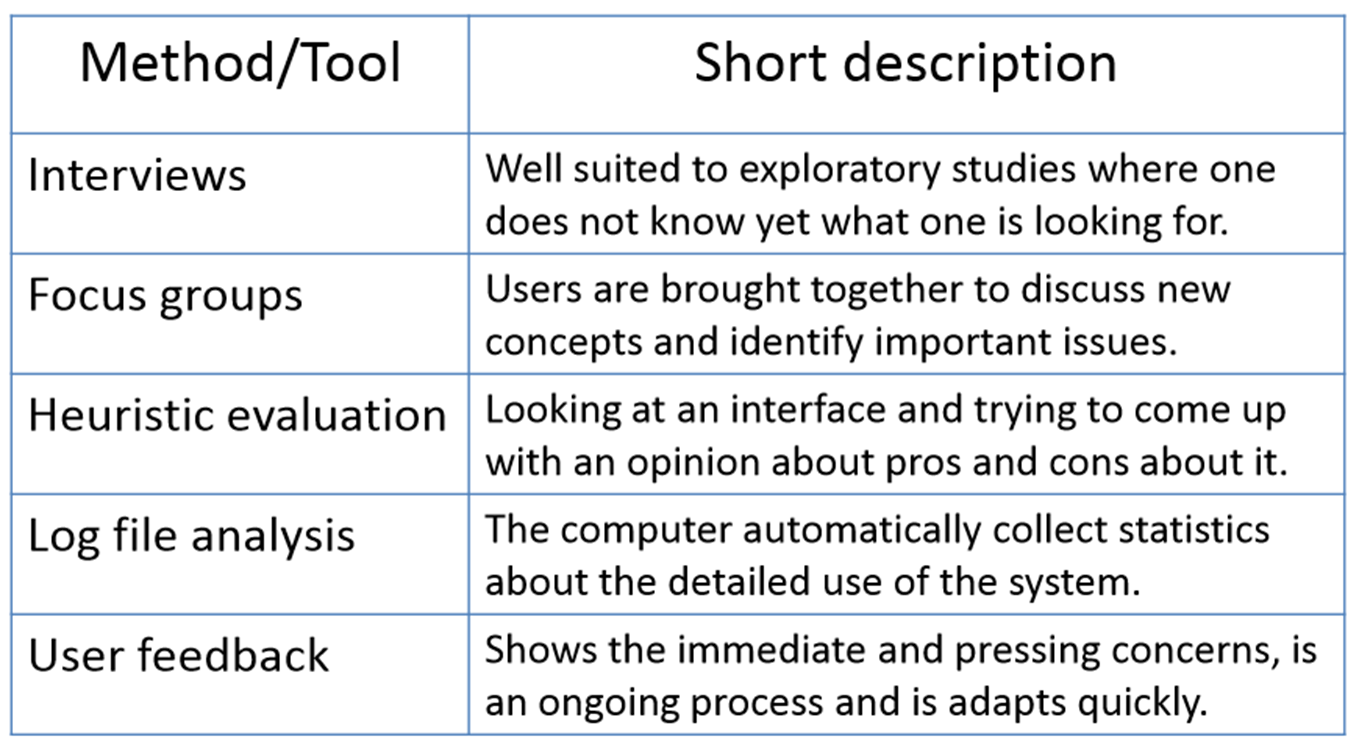 Method/Tool
Short description
Interviews
Well suited to exploratory studies where one
does not know yet what one is looking for.
Focus groups
Users are brought together to discuss new
concepts and identify important issues.
Heuristic evaluation
Looking at an interface and trying to come up
with an opinion about pros and cons about it.
Log file analysis
The computer automatically collect statistics
about the detailed use of the system.
User feedback
Shows the immediate and pressing concerns, is
an ongoing process and is adapts quickly.